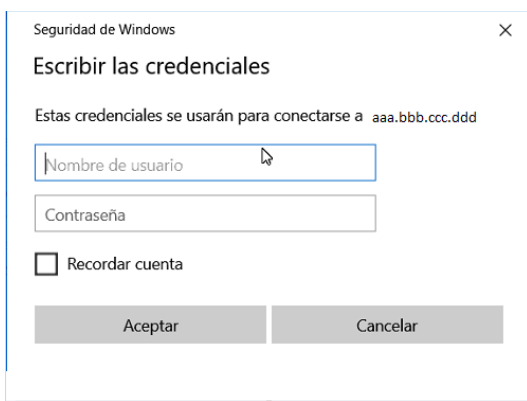 Seguridad de Windows
Escribir las credenciales
Estas credenciales se usarán para conectarse a aaa.bbb.ccc.ddd
Nombre de usuario
Contraseña
Recordar cuenta
Aceptar Cancelar